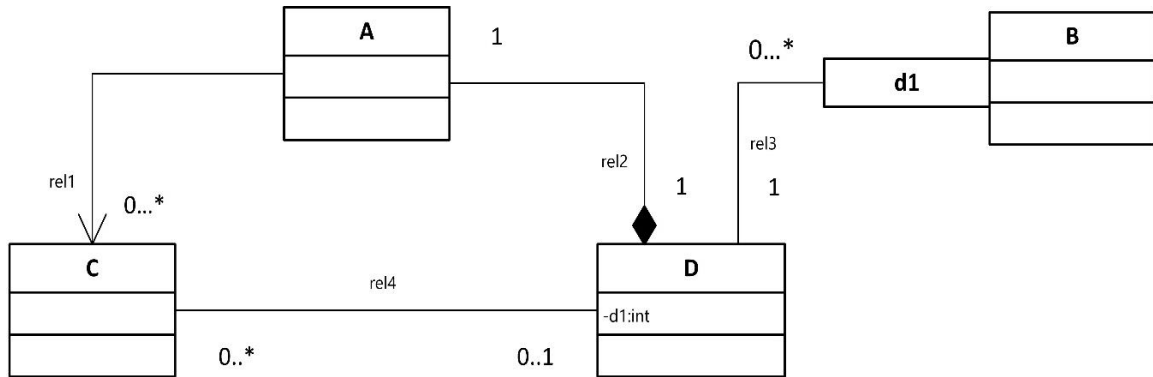 A
1
0...*
B
d1
rel1
0...*
rel2
1
rel3
1
C
D
rel4
-d1:int
0..*
0..1